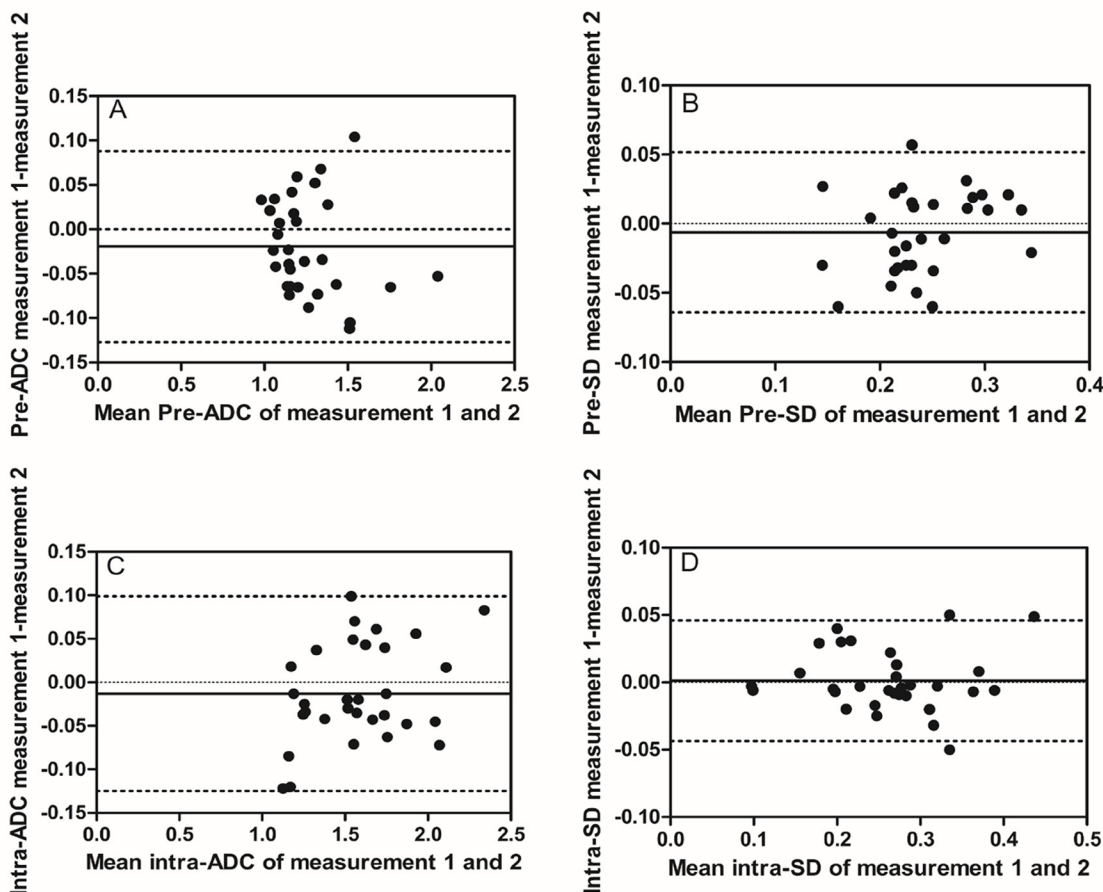 Pre-ADC measurement 1-measurement 2
A
0.15
0.10
0.05
0.00
-0.05
-0.10
-0.15
0.0 0.5 1.0 1.5 2.0 2.5
Mean Pre-ADC of measurement 1 and 2
Pre-SD measurement 1-measurement 2
B
0.10
0.05
0.00
-0.05
-0.10
0.0 0.1 0.2 0.3 0.4
Mean Pre-SD of measurement 1 and 2
Intra-ADC measurement 1-measurement 2
C
0.15
0.10
0.05
0.00
-0.05
-0.10
-0.15
0.0 0.5 1.0 1.5 2.0 2.5
Mean intra-ADC of measurement 1 and 2
Intra-SD measurement 1-measurement 2
D
0.10
0.05
0.00
-0.05
-0.10
0.0 0.1 0.2 0.3 0.4 0.5
Mean intra-SD of measurement 1 and 2